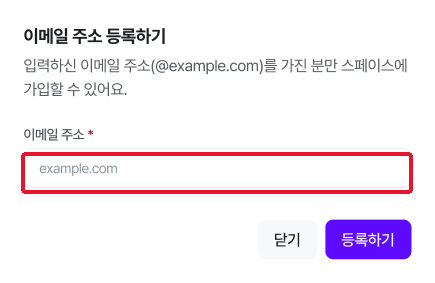 이메일 주소 등록하기
입력하신 이메일 주소(@example.com)를 가진 분만 스페이스에
가입할 수 있어요.
이메일 주소 *
example.com
닫기
등록하기